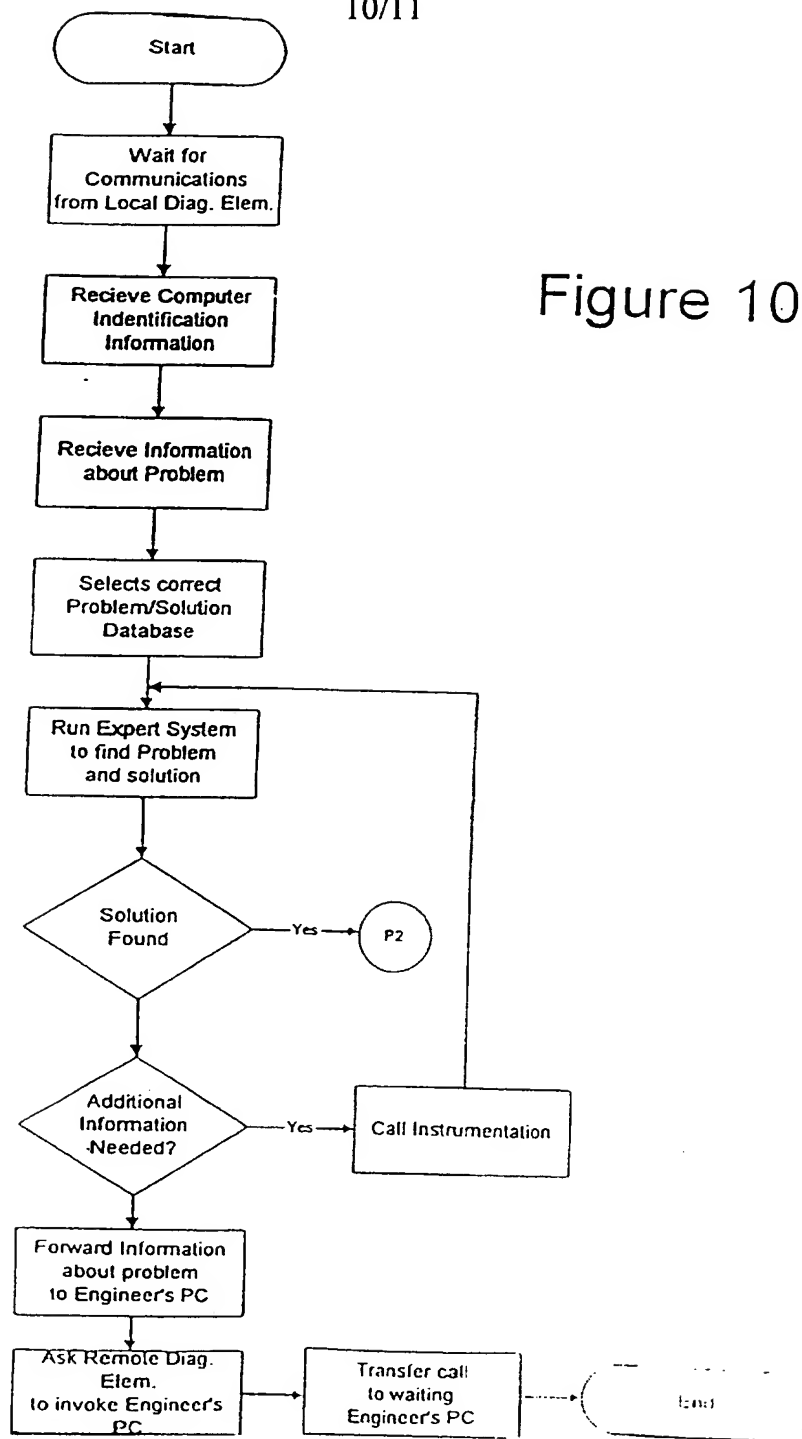 10/11
Start
Wait for
Communications
from Local Diag. Elem.
Recieve Computer
Indentification
Information
Figure 10
Recieve Information
about Problem
Selects correct
Problem/Solution
Database
Run Expert System
to find Problem
and solution
Solution
Found
Yes
P2
Additional
Information
Needed?
Yes
Call Instrumentation
Forward Information
about problem
to Engineer's PC
Ask Remote Diag.
Elem.
to invoke Engineer's
PC
Transfer call
to waiting
Engineer's PC
End